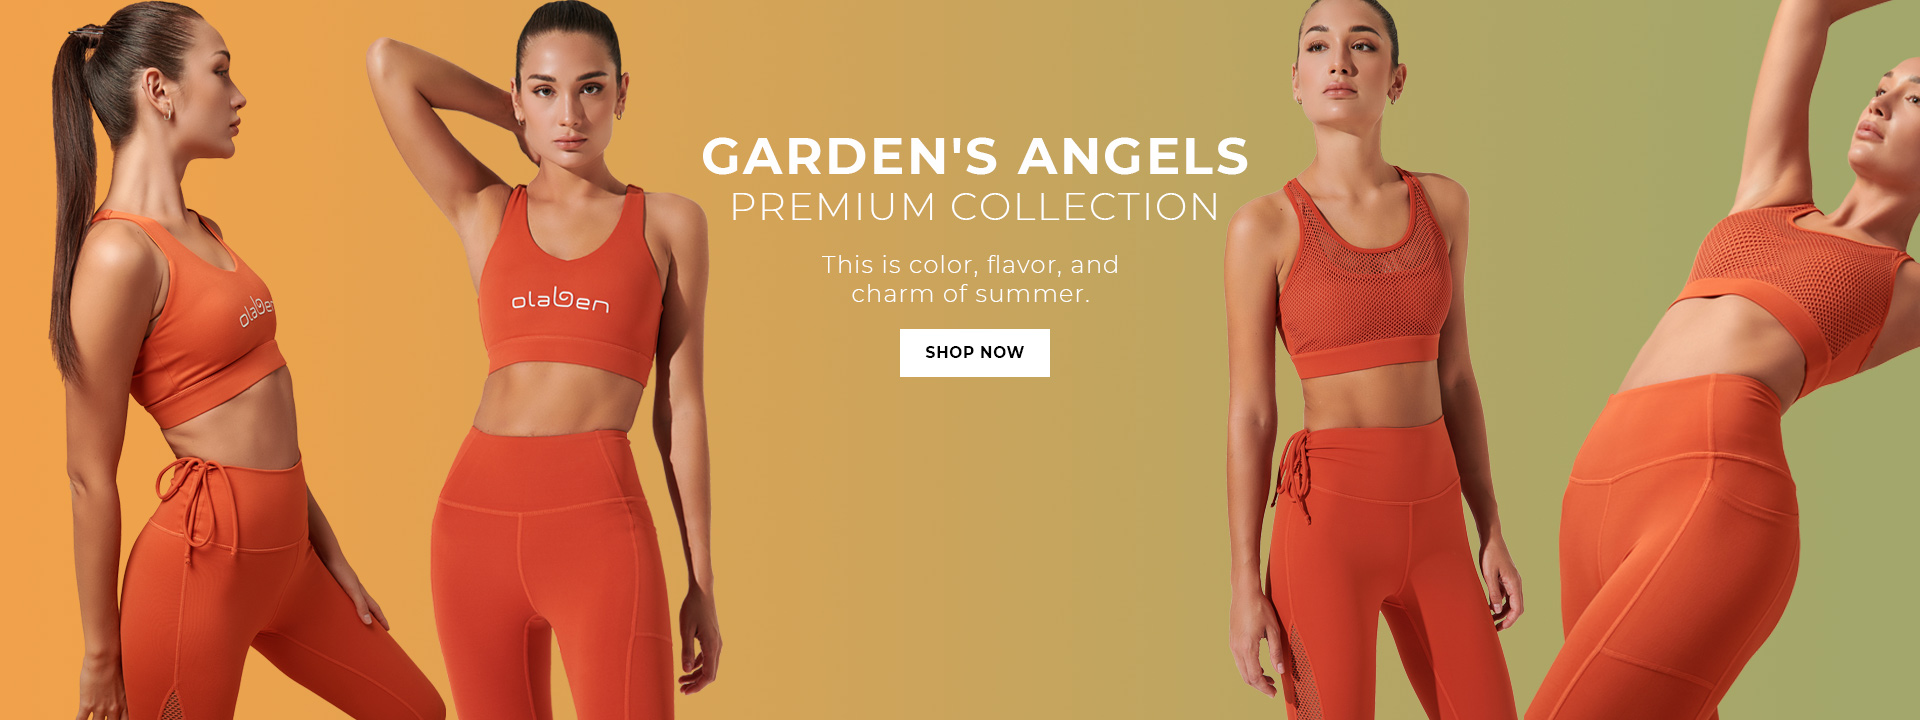 GARDEN'S ANGELS
PREMIUM COLLECTION
This is color, flavor, and
charm of summer.
SHOP NOW
olaben
olaben